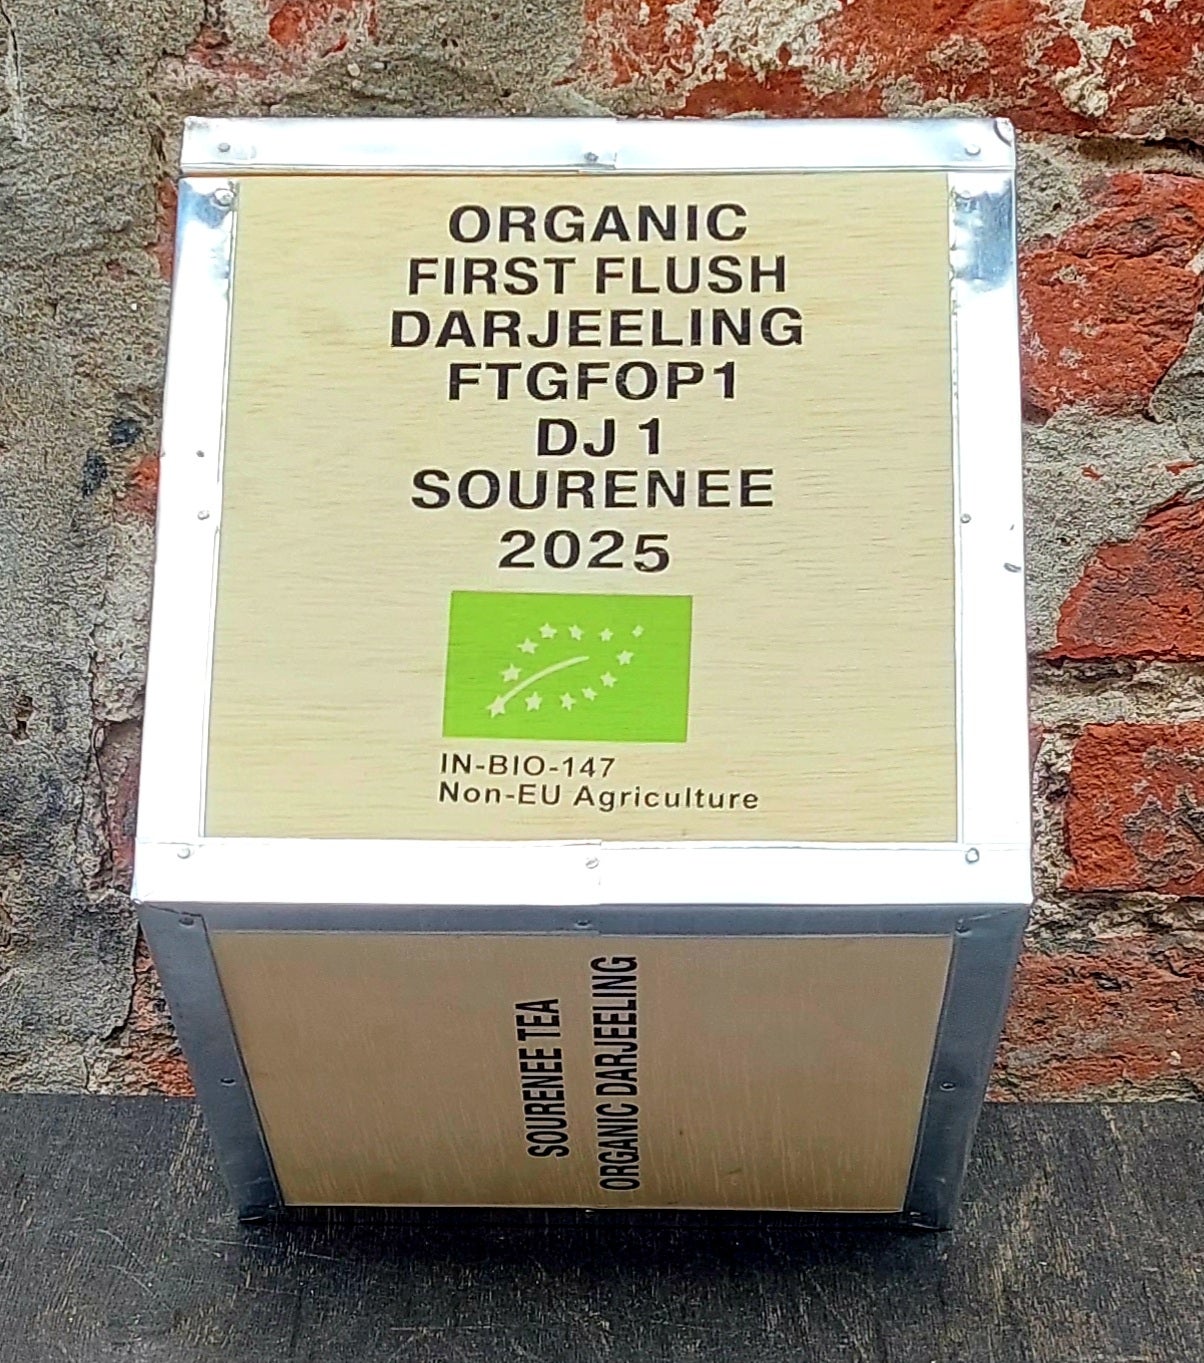 ORGANIC
FIRST FLUSH
DARJEELING
FTGFOP1
DJ 1
SOURENEE
2025
IN-BIO-147
Non-EU Agriculture
SOURENEE TEA
ORGANIC DARJEELING